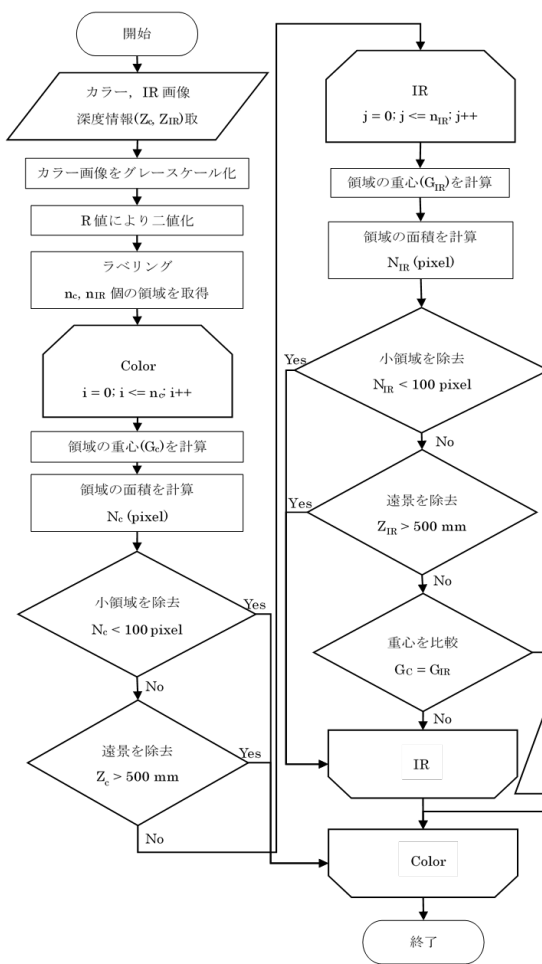 開始
カラー, IR 画像
深度情報(Zc, ZIR)取
カラー画像をグレースケール化
R 値により二値化
ラベリング
nc, nIR 個の領域を取得
Color
i = 0; i <= nc; i++
領域の重心(Gc)を計算
領域の面積を計算
Nc (pixel)
小領域を除去
Nc < 100 pixel
Yes
No
遠景を除去
Zc > 500 mm
Yes
No
IR
j = 0; j <= nIR; j++
領域の重心(GIR)を計算
領域の面積を計算
NIR (pixel)
小領域を除去
NIR < 100 pixel
Yes
No
遠景を除去
ZIR > 500 mm
Yes
No
重心を比較
GC = GIR
No
IR
Color
終了